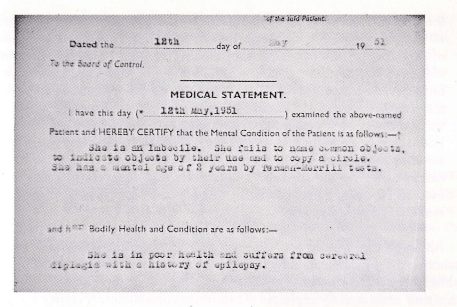 of the said Patient.
Dated the 12th day of May 19 51
To the Board of Control.
MEDICAL STATEMENT.
I have this day (* 12th May,1951 ) examined the above-named
Patient and HEREBY CERTIFY that the Mental Condition of the Patient is as follows:—†
She is an Imbecile. She fails to name common objects,
to indicate objects by their use and to copy a circle.
She has a mental age of 2 years by Terman-Merrill tests.
and her Bodily Health and Condition are as follows:—
She is in poor health and suffers from cerebral
diplegia with a history of epilepsy.